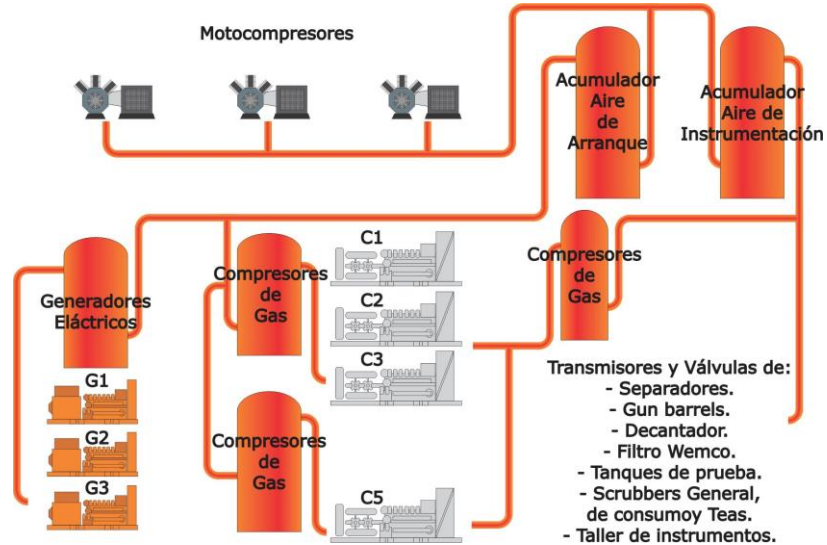 Motocompresores
Acumulador
Aire
de
Arranque
Acumulador
Aire de
Instrumentación
Generadores
Eláctricos
Compresores
de
Gas
C1
C2
C3
Compresores
de
Gas
G1
G2
G3
Compresores
de
Gas
C5
Transmisores y Válvulas de:
- Separadores.
- Gun barrels.
- Decantador.
- Filtro Wemco.
- Tanques de prueba.
- Scrubbers General,
de consumoy Teas.
- Taller de instrumentos.